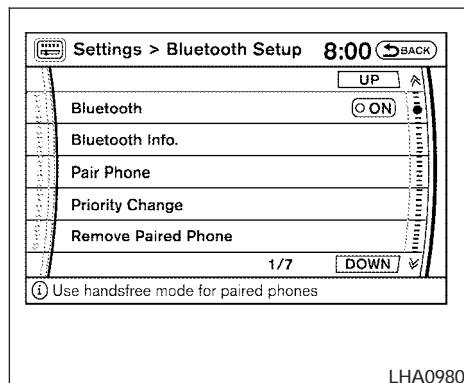 Settings > Bluetooth Setup 8:00 BACK
UP
Bluetooth ON
Bluetooth Info.
Pair Phone
Priority Change
Remove Paired Phone
1/7 DOWN
i Use handsfree mode for paired phones
LHA0980